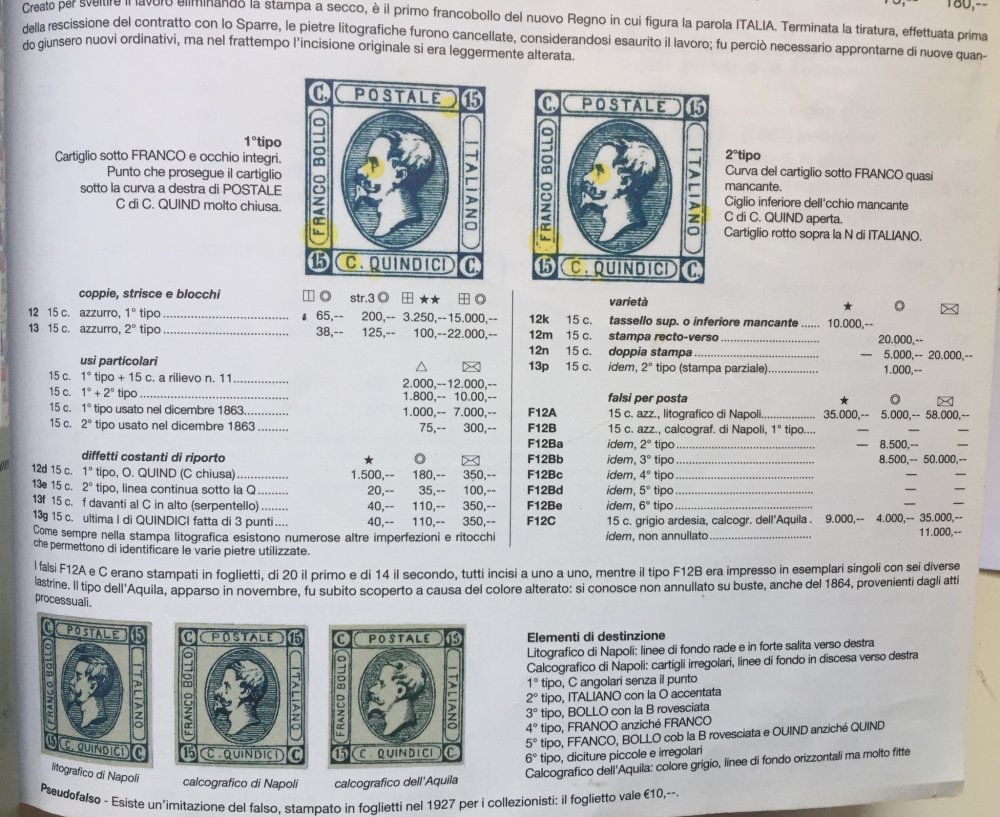 Creato per sveltire il lavoro eliminando la stampa a secco, è il primo francobollo del nuovo Regno in cui figura la parola ITALIA. Terminata la tiratura, effettuata prima
180,--
della rescissione del contratto con lo Sparre, le pietre litografiche furono cancellate, considerandosi esaurito il lavoro; fu perciò necessario approntarne di nuove quan-
do giunsero nuovi ordinativi, ma nel frattempo l'incisione originale si era leggermente alterata.
1°tipo
Cartiglio sotto FRANCO e occhio integri.
Punto che prosegue il cartiglio
sotto la curva a destra di POSTALE
C di C. QUIND molto chiusa.
C. POSTALE 15
FRANCO BOLLO
ITALIANO
15 C. QUINDICI C.
C. POSTALE 15
FRANCO BOLLO
ITALIANO
15 C. QUINDICI C.
2°tipo
Curva del cartiglio sotto FRANCO quasi
mancante.
Ciglio inferiore dell'cchio mancante
C di C. QUIND aperta.
Cartiglio rotto sopra la N di ITALIANO.
coppie, strisce e blocchi str.3 ★★
12 15 c. azzurro, 1° tipo 65,-- 200,-- 3.250,-- 15.000,--
13 15 c. azzurro, 2° tipo 38,-- 125,-- 100,-- 22.000,--
usi particolari
15 c. 1° tipo + 15 c. a rilievo n. 11 2.000,-- 12.000,--
15 c. 1° + 2° tipo 1.800,-- 10.00,--
15 c. 1° tipo usato nel dicembre 1863 1.000,-- 7.000,--
15 c. 2° tipo usato nel dicembre 1863 75,-- 300,--
diffetti costanti di riporto ★
12d 15 c. 1° tipo, O. QUIND (C chiusa) 1.500,-- 180,-- 350,--
13e 15 c. 2° tipo, linea continua sotto la Q 20,-- 35,-- 100,--
13f 15 c. f davanti al C in alto (serpentello) 40,-- 110,-- 350,--
13g 15 c. ultima I di QUINDICI fatta di 3 punti 40,-- 110,-- 350,--
Come sempre nella stampa litografica esistono numerose altre imperfezioni e ritocchi
che permettono di identificare le varie pietre utilizzate.
varietà ★
12k 15 c. tassello sup. o inferiore mancante 10.000,--
12m 15 c. stampa recto-verso 20.000,--
12n 15 c. doppia stampa — 5.000,-- 20.000,--
13p 15 c. idem, 2° tipo (stampa parziale) 1.000,--
falsi per posta ★
F12A 15 c. azz., litografico di Napoli 35.000,-- 5.000,-- 58.000,--
F12B 15 c. azz., calcograf. di Napoli, 1° tipo — — —
F12Ba idem, 2° tipo — 8.500,-- —
F12Bb idem, 3° tipo 8.500,-- 50.000,--
F12Bc idem, 4° tipo — —
F12Bd idem, 5° tipo — —
F12Be idem, 6° tipo — —
F12C 15 c. grigio ardesia, calcogr. dell'Aquila 9.000,-- 4.000,-- 35.000,--
idem, non annullato 11.000,--
I falsi F12A e C erano stampati in foglietti, di 20 il primo e di 14 il secondo, tutti incisi a uno a uno, mentre il tipo F12B era impresso in esemplari singoli con sei diverse
lastrine. Il tipo dell'Aquila, apparso in novembre, fu subito scoperto a causa del colore alterato: si conosce non annullato su buste, anche del 1864, provenienti dagli atti
processuali.
C POSTALE 15
FRANCO BOLLO
ITALIANO
15 C. QUINDICI C.
litografico di Napoli
C POSTALE 15
FRANCO BOLLO
ITALIANO
15 C. QUINDICI C
calcografico di Napoli
C POSTALE 15
FRANCO BOLLO
ITALIANO
15 C. QUINDICI C.
calcografico dell'Aquila
Elementi di destinzione
Litografico di Napoli: linee di fondo rade e in forte salita verso destra
Calcografico di Napoli: cartigli irregolari, linee di fondo in discesa verso destra
1° tipo, C angolari senza il punto
2° tipo, ITALIANO con la O accentata
3° tipo, BOLLO con la B rovesciata
4° tipo, FRANOO anziché FRANCO
5° tipo, FFANCO, BOLLO cob la B rovesciata e OUIND anziché QUIND
6° tipo, diciture piccole e irregolari
Calcografico dell'Aquila: colore grigio, linee di fondo orizzontali ma molto fitte
Pseudofalso - Esiste un'imitazione del falso, stampato in foglietti nel 1927 per i collezionisti: il foglietto vale €10,--.